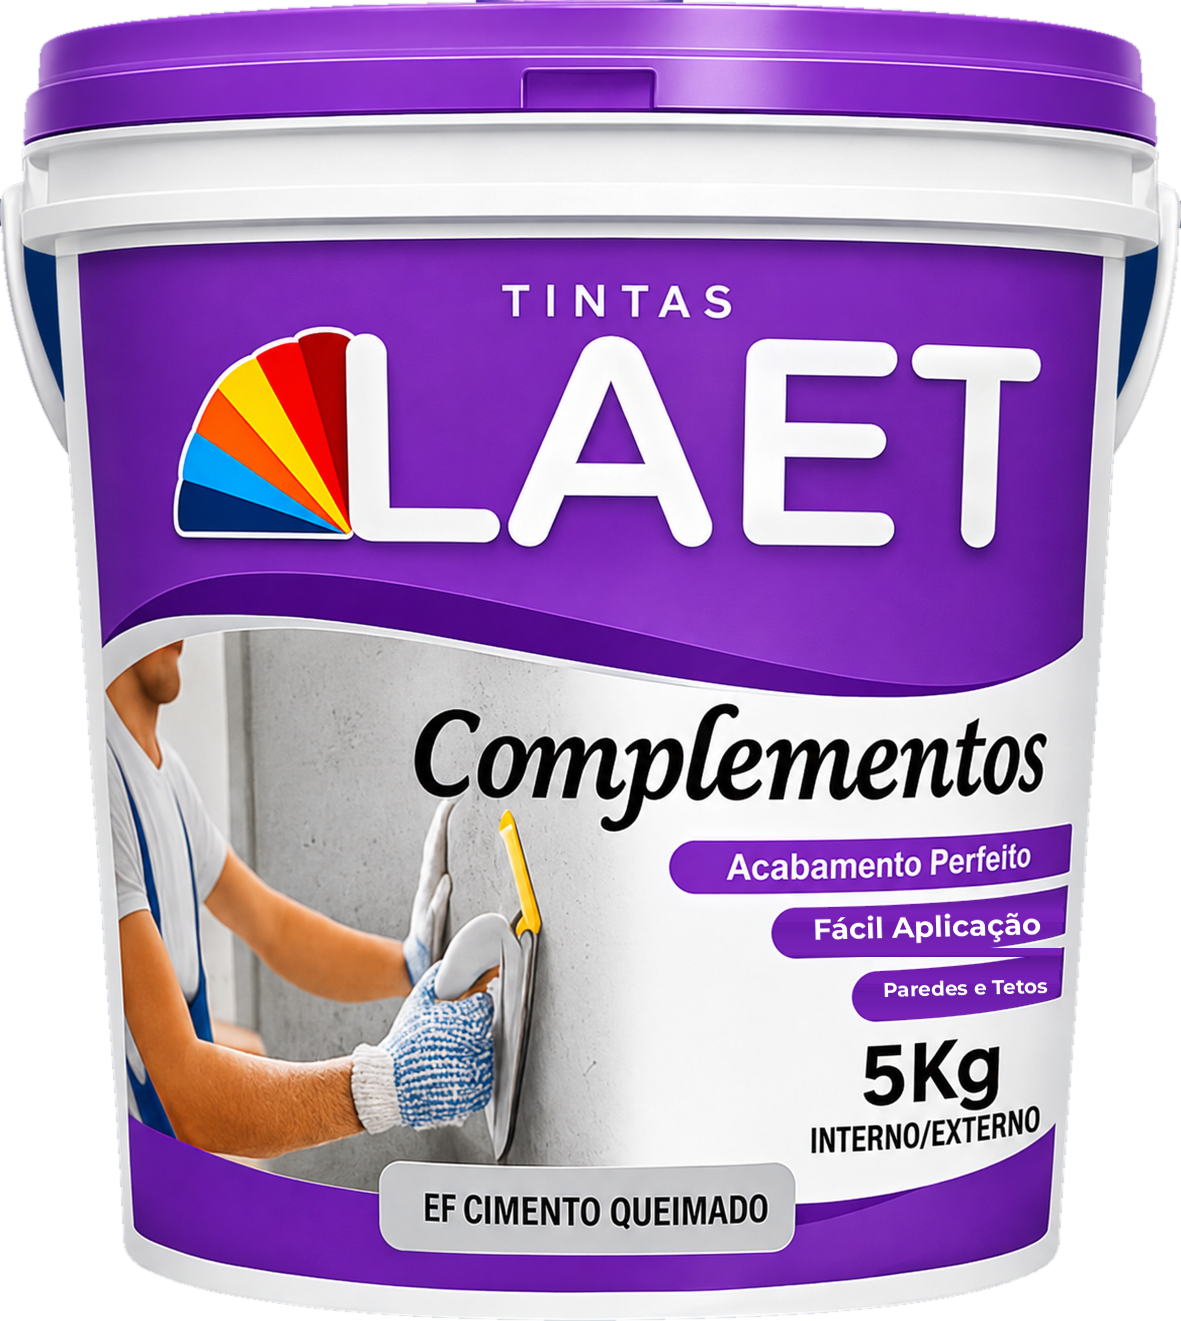 TINTAS
LAET
Complementos
Acabamento Perfeito
Fácil Aplicação
Paredes e Tetos
5Kg
INTERNO/EXTERNO
EF CIMENTO QUEIMADO